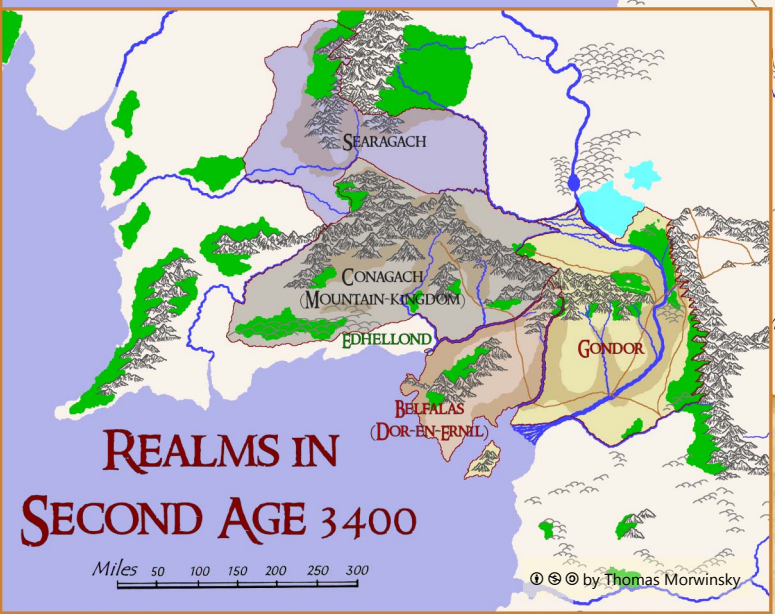 SEARAGACH
CONAGACH
(MOUNTAIN-KINGDOM)
EDHELLOND
GONDOR
BELFALAS
(DOR-EN-ERNIL)
REALMS IN
SECOND AGE 3400
Miles 50 100 150 200 250 300
by Thomas Morwinsky